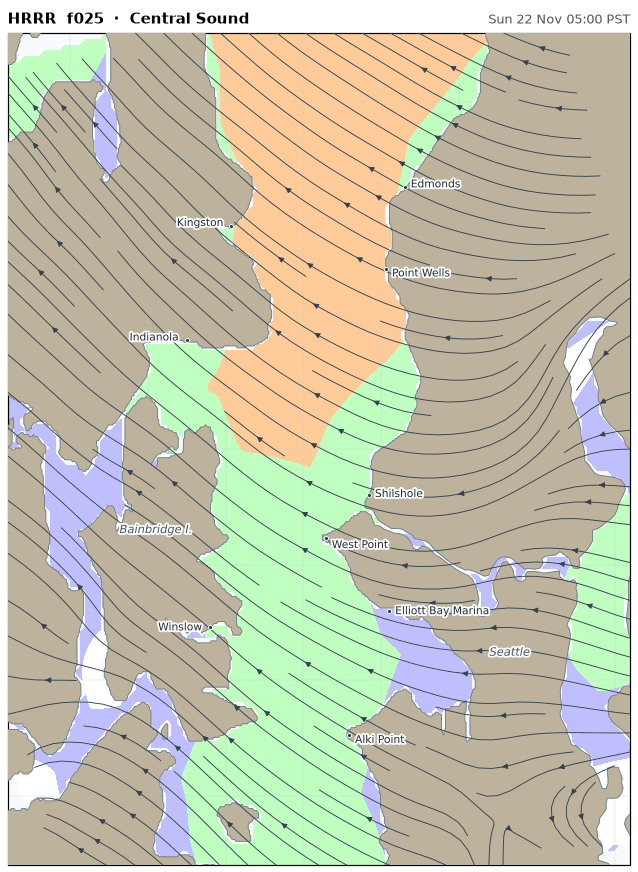 HRRR f025 · Central Sound
Sun 22 Nov 05:00 PST
Edmonds
Kingston
Point Wells
Indianola
Shilshole
Bainbridge I.
West Point
Elliott Bay Marina
Winslow
Seattle
Alki Point